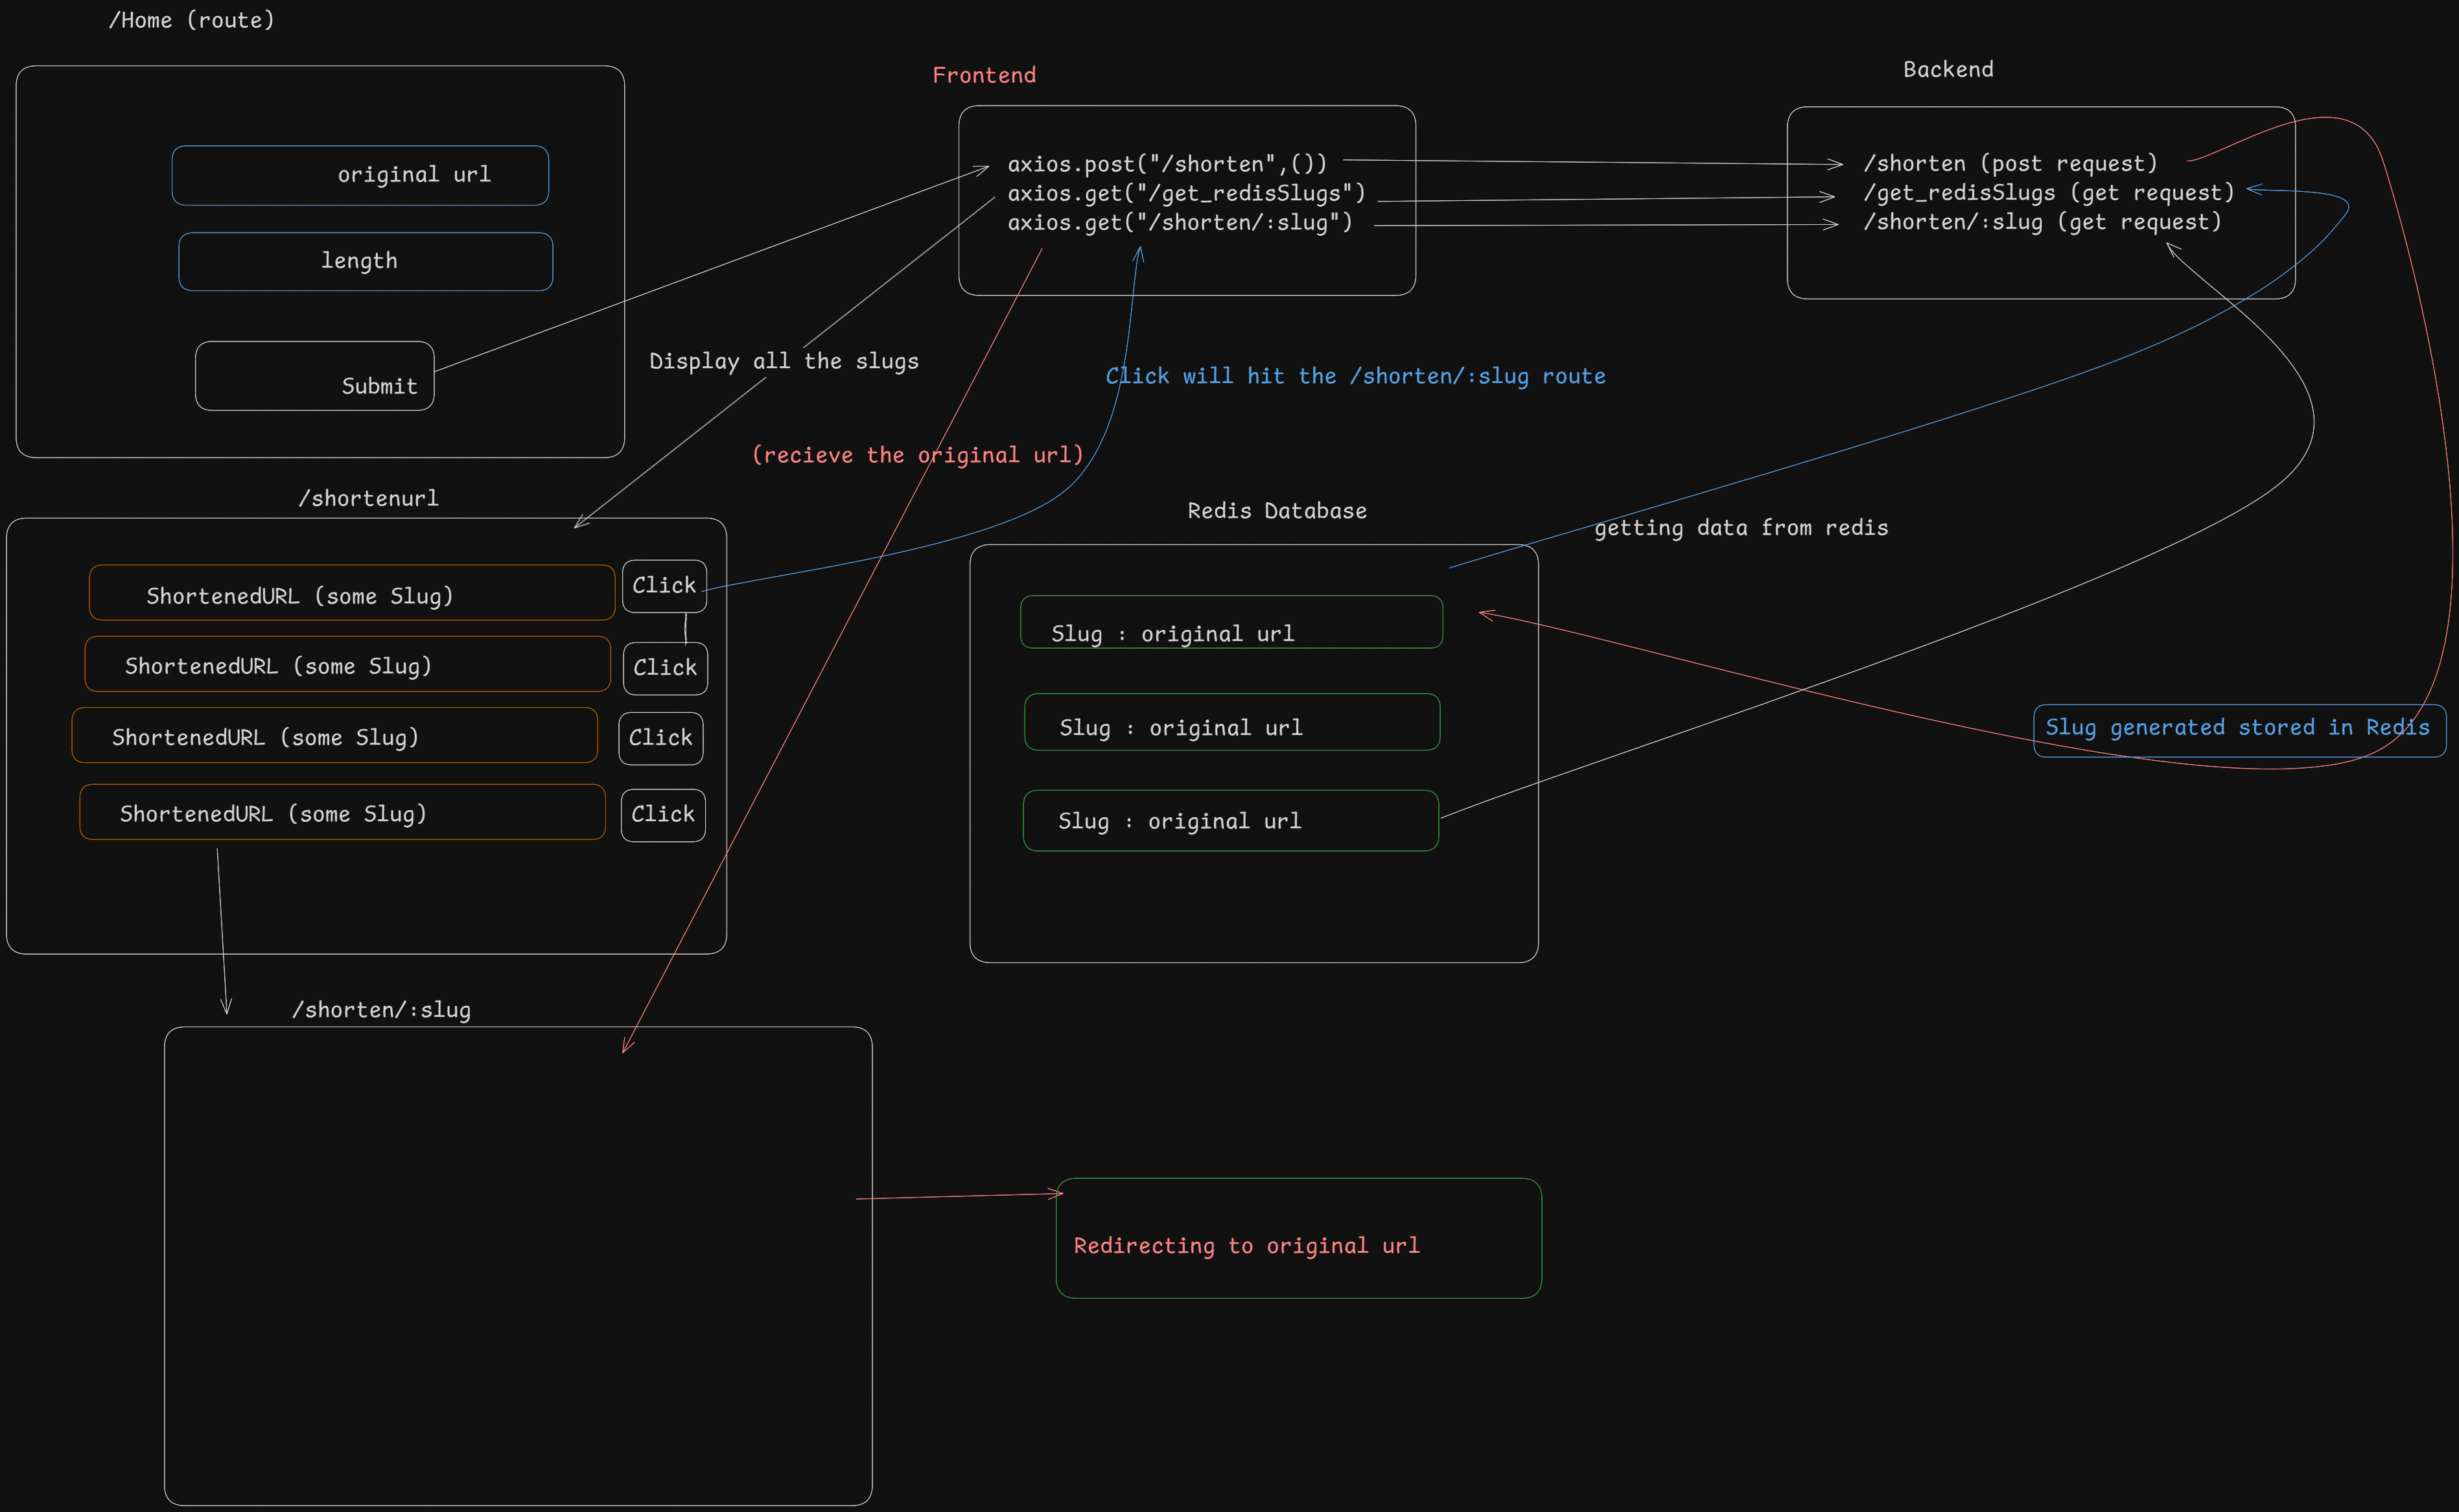 /Home (route)
original url
length
Submit
Frontend
axios.post("/shorten",())
axios.get("/get_redisSlugs")
axios.get("/shorten/:slug")
Backend
/shorten (post request)
/get_redisSlugs (get request)
/shorten/:slug (get request)
Display all the slugs
Click will hit the /shorten/:slug route
(recieve the original url)
/shortenurl
ShortenedURL (some Slug)
Click
ShortenedURL (some Slug)
Click
ShortenedURL (some Slug)
Click
ShortenedURL (some Slug)
Click
Redis Database
getting data from redis
Slug : original url
Slug : original url
Slug : original url
Slug generated stored in Redis
/shorten/:slug
Redirecting to original url